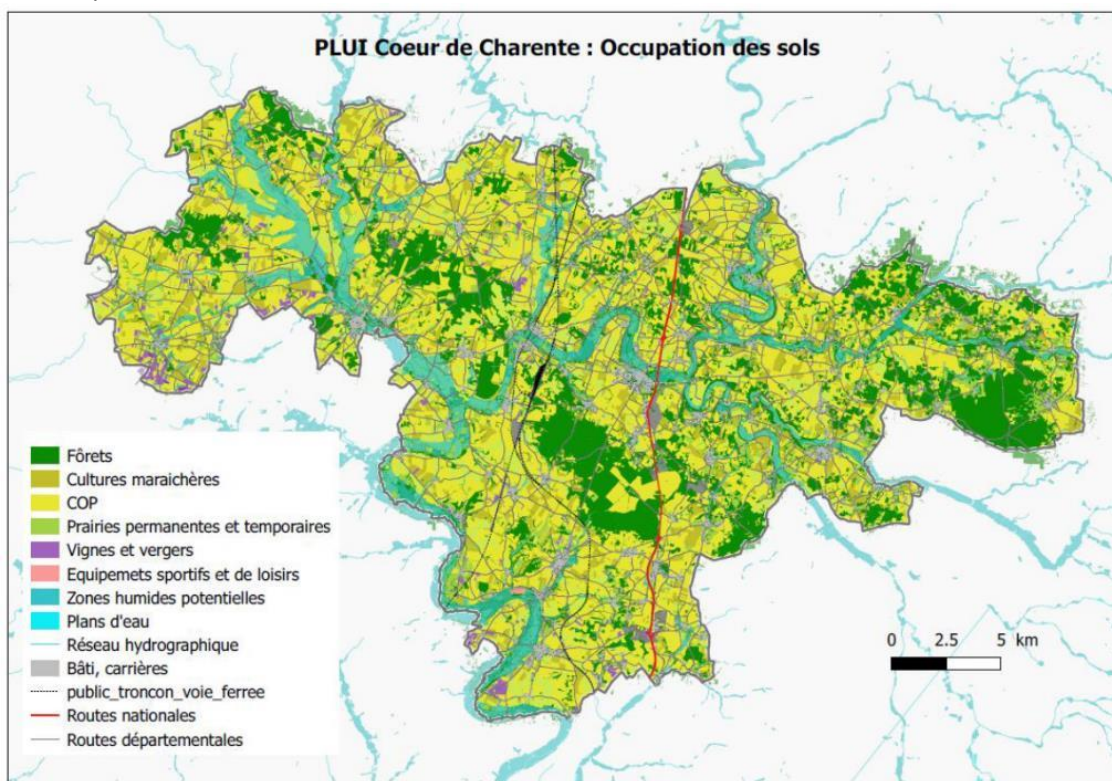 PLUI Coeur de Charente : Occupation des sols
Fôrets
Cultures maraichères
COP
Prairies permanentes et temporaires
Vignes et vergers
Equipemets sportifs et de loisirs
Zones humides potentielles
Plans d'eau
Réseau hydrographique
Bâti, carrières
public_troncon_voie_ferree
Routes nationales
Routes départementales
0 2.5 5 km